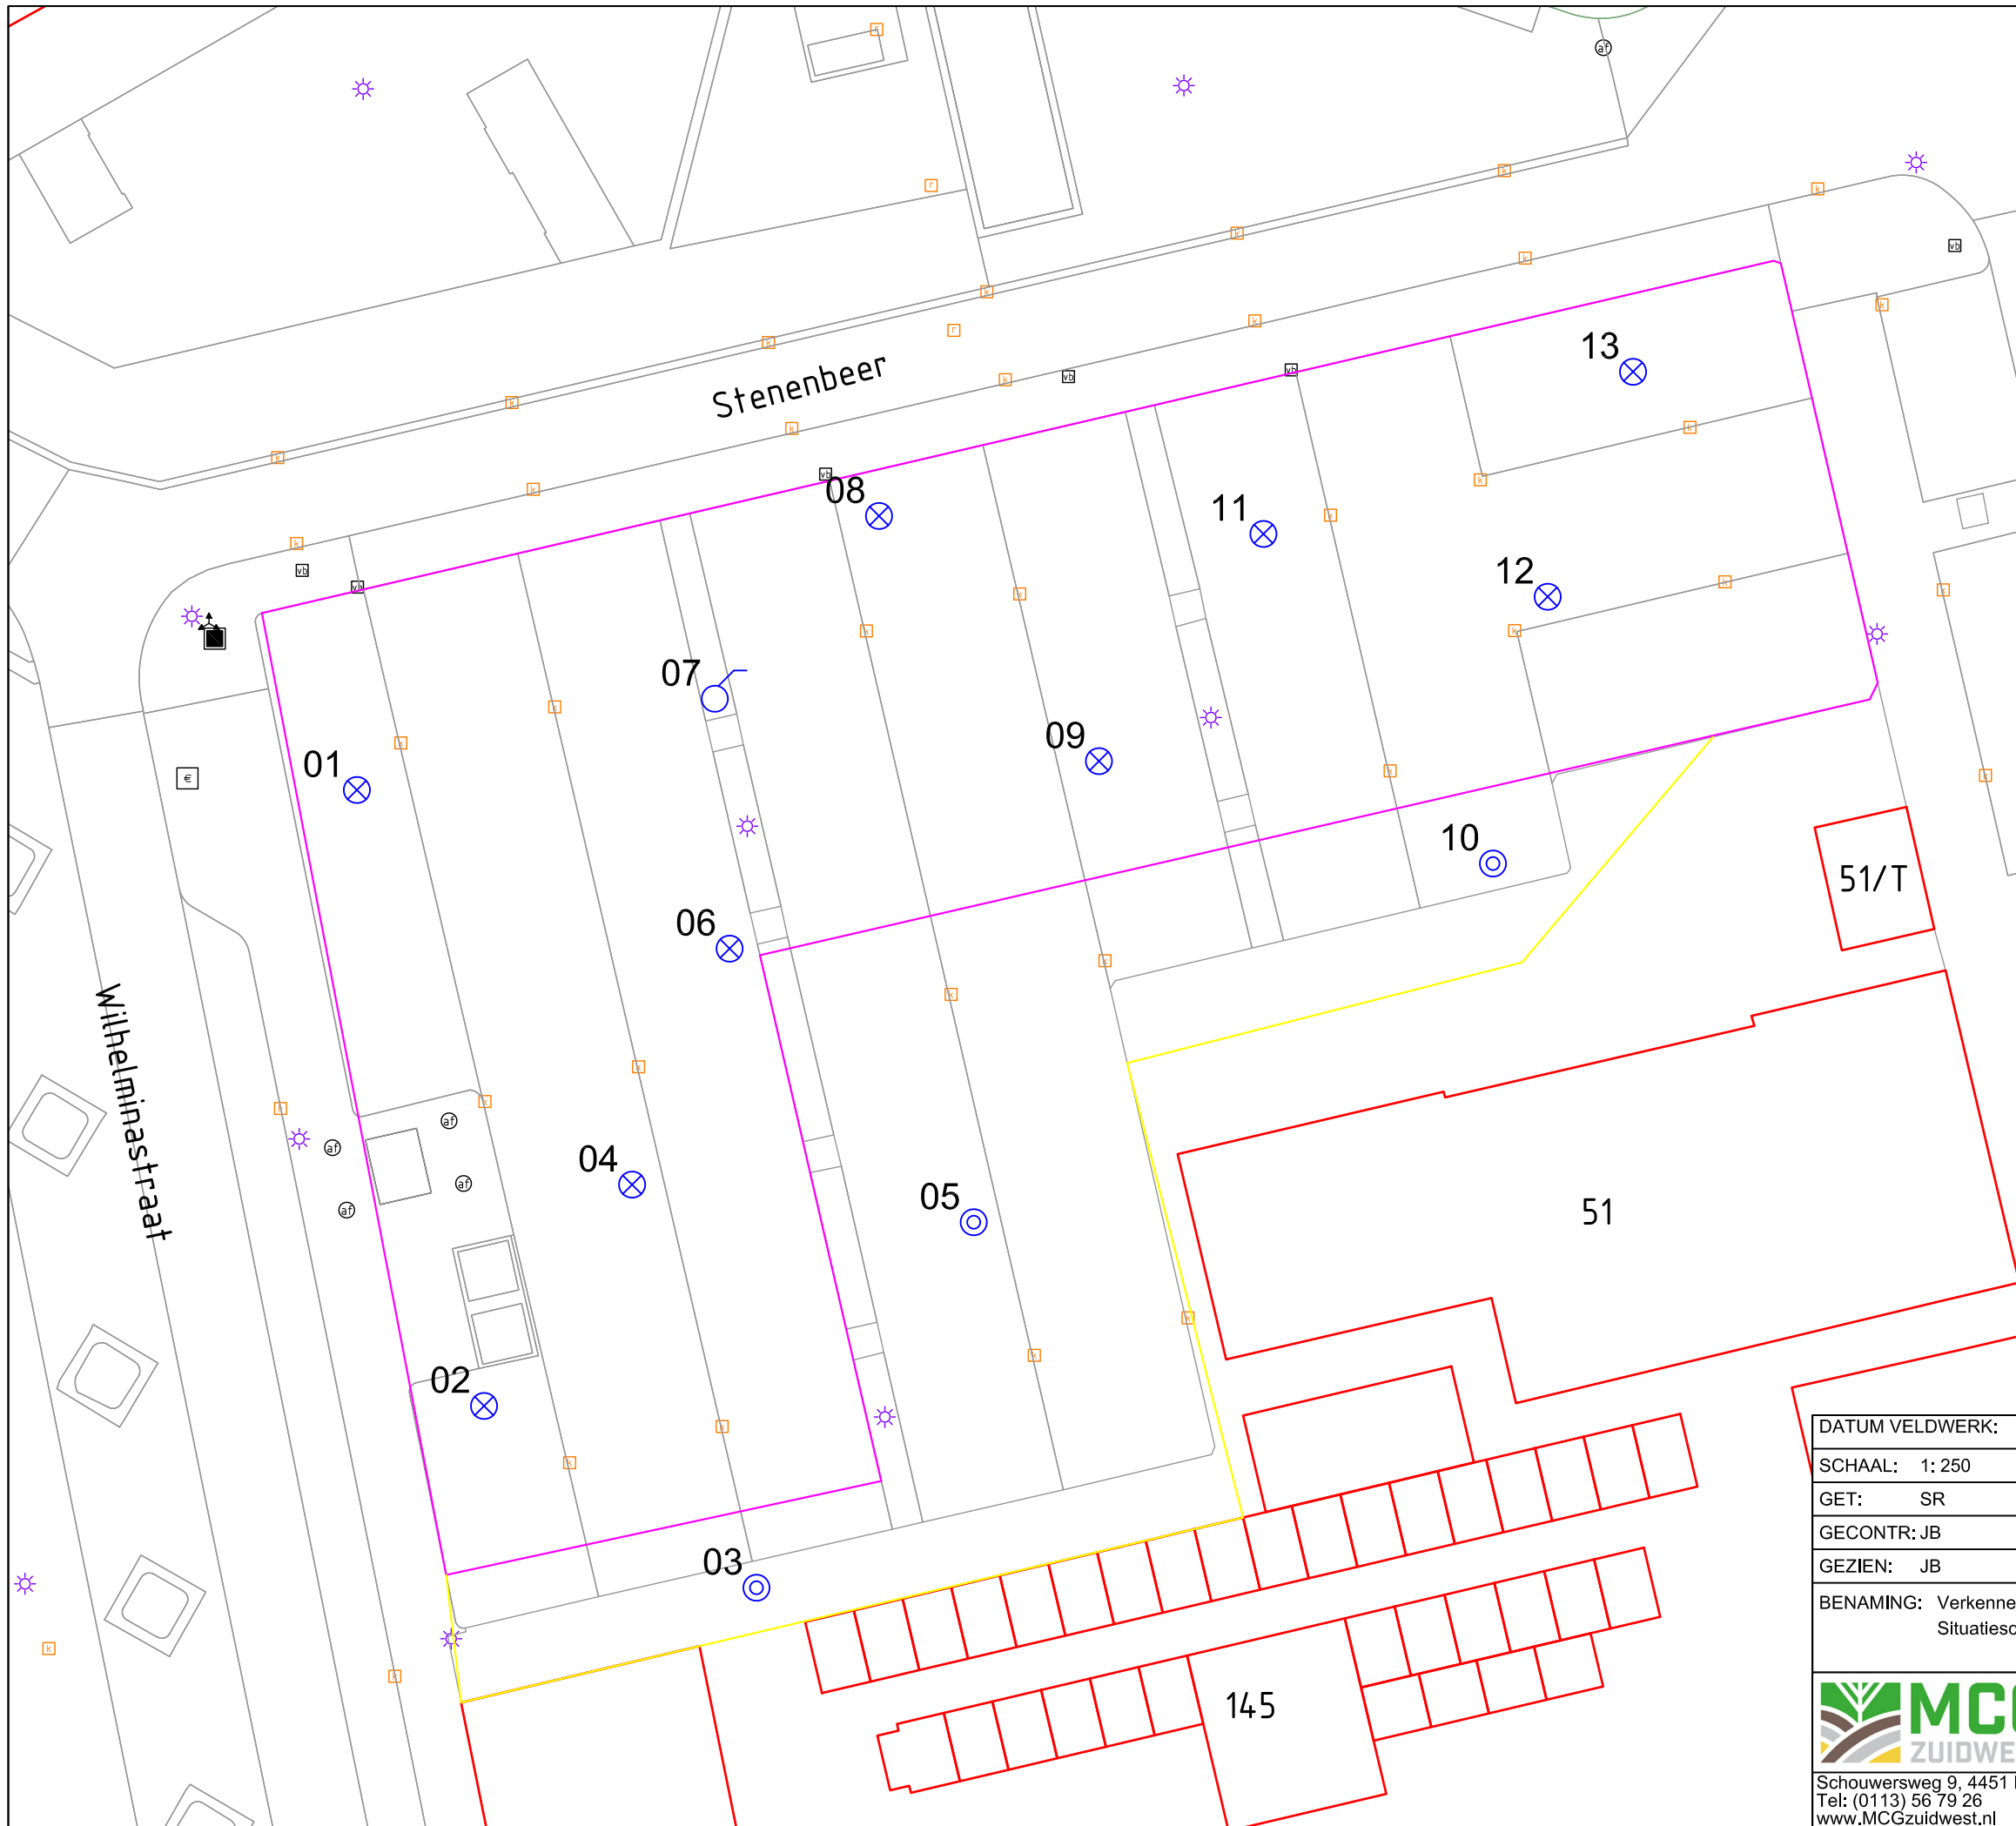 Stenenbeer
13
08
11
12
07
09
01
10
51/T
06
Wilhelminastraat
04
05
51
02
03
145
DATUM VELDWERK:
SCHAAL: 1: 250
GET: SR
GECONTR: JB
GEZIEN: JB
BENAMING: Verkenne
Situatiesc
MCG
ZUIDWE
Schouwersweg 9, 4451
Tel: (0113) 56 79 26
www.MCGzuidwest.nl